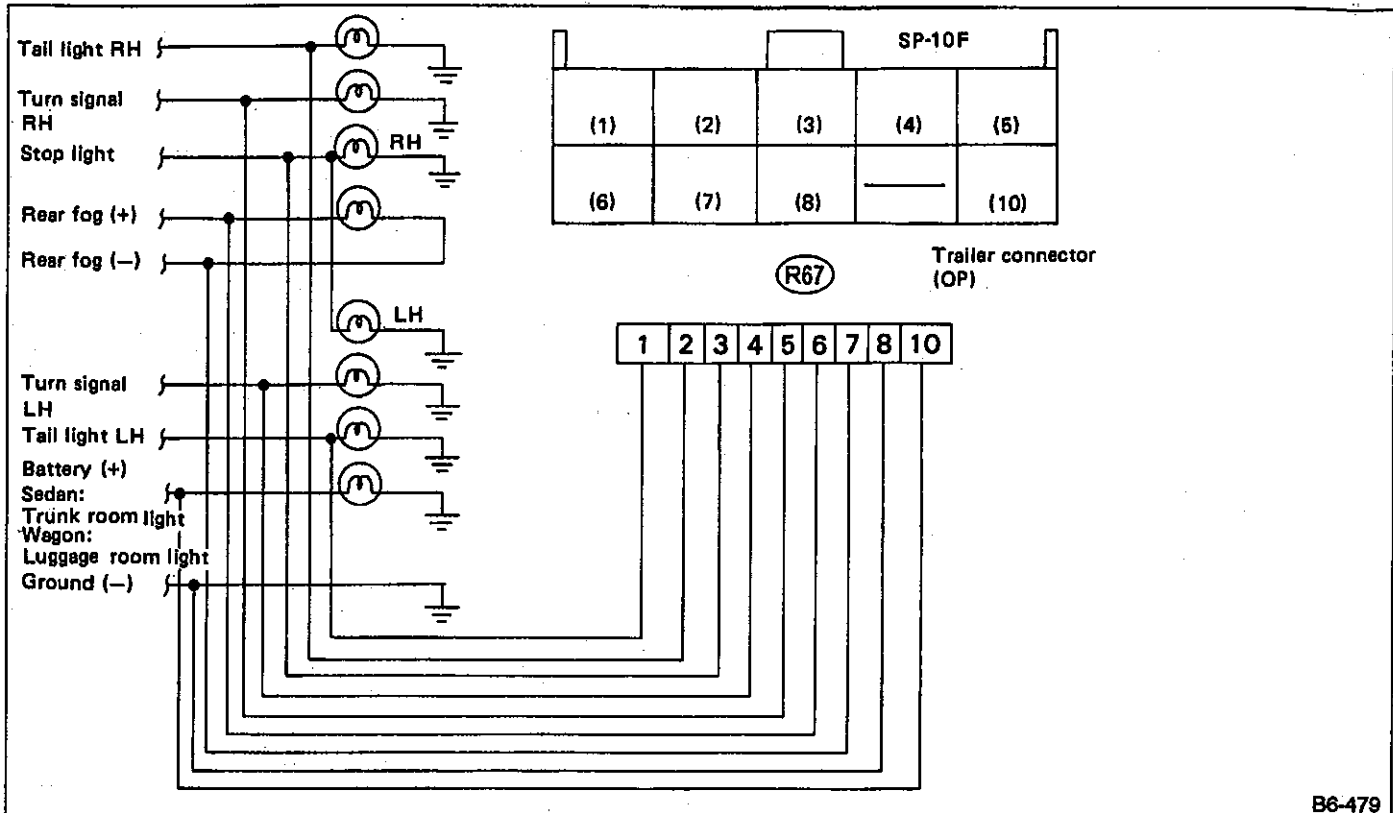 Tail light RH
Turn signal
RH
Stop light
RH
Rear fog (+)
Rear fog (—)
LH
Turn signal
LH
Tail light LH
Battery (+)
Sedan:
Trunk room light
Wagon:
Luggage room light
Ground (—)
SP-10F
(1) (2) (3) (4) (5)
(6) (7) (8) (10)
R67
Trailer connector
(OP)
1 2 3 4 5 6 7 8 10
B6-479